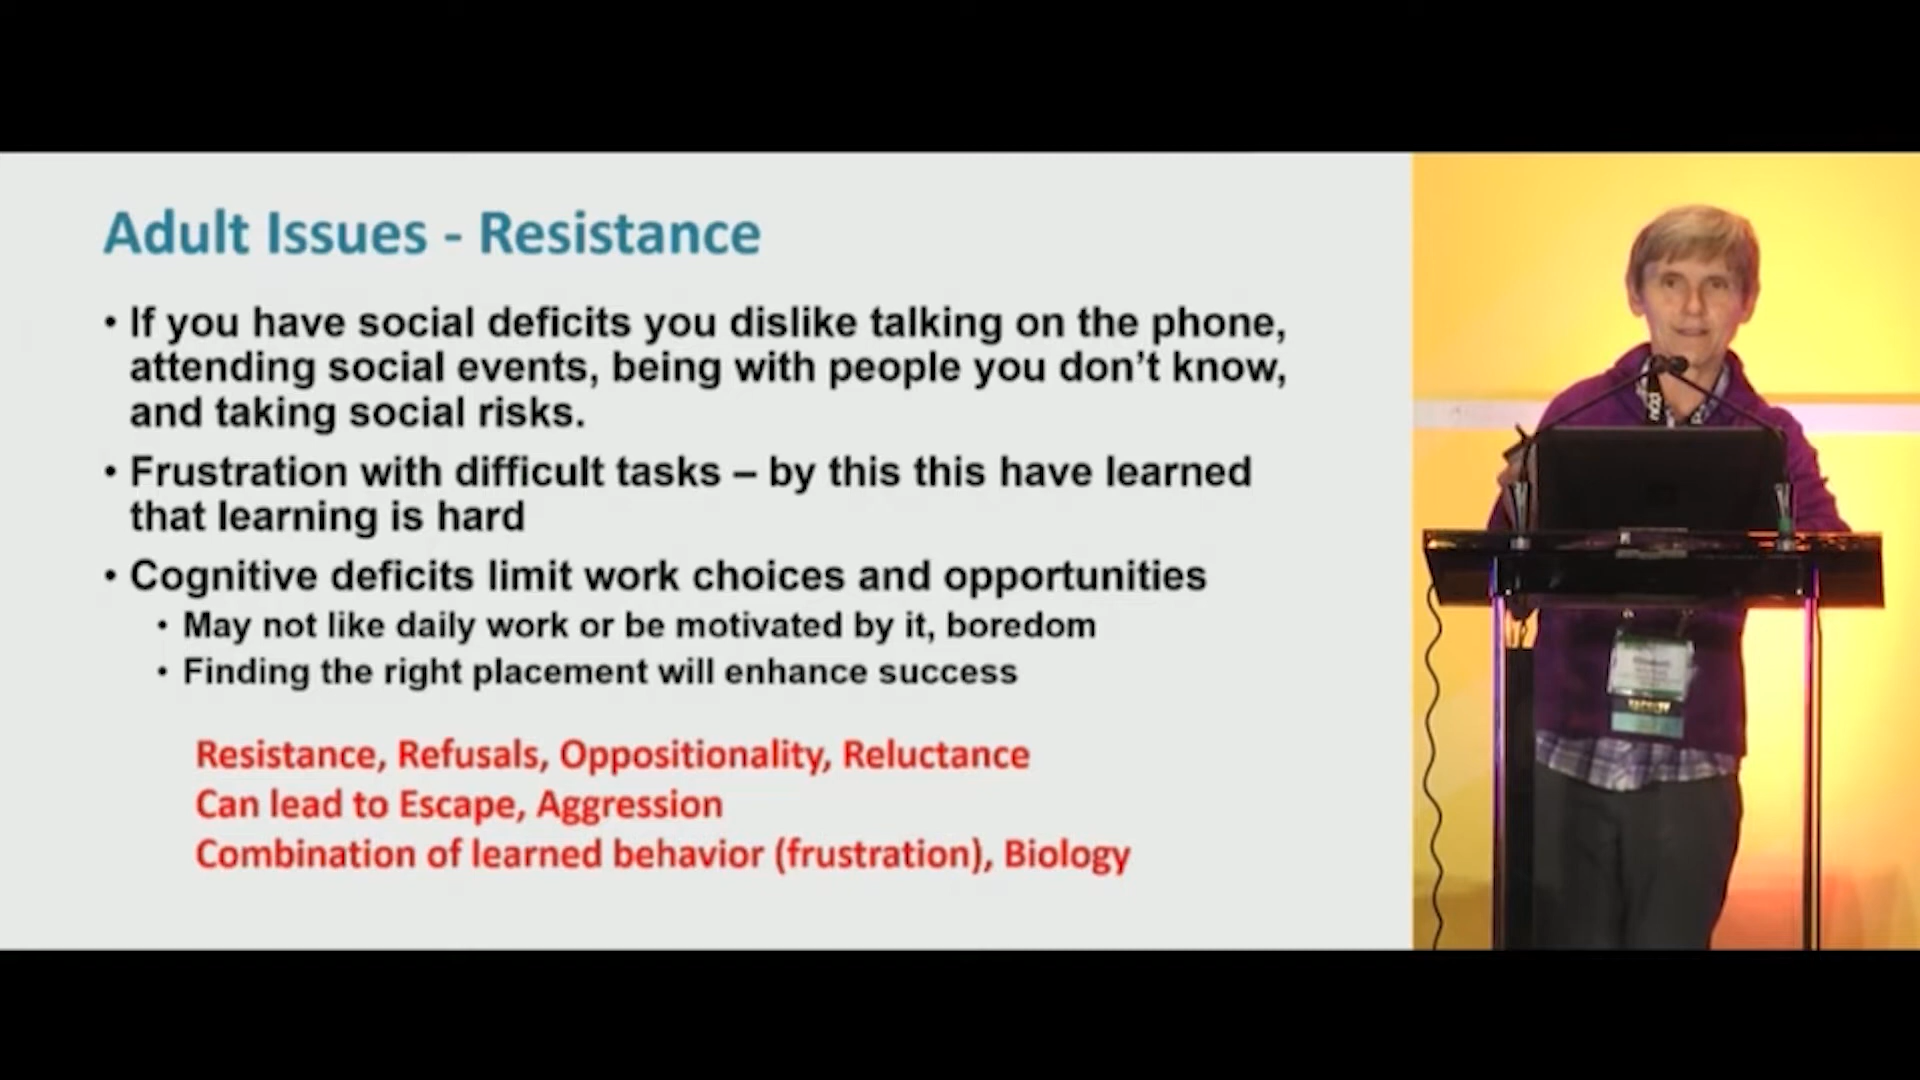 Adult Issues - Resistance
• If you have social deficits you dislike talking on the phone,
attending social events, being with people you don't know,
and taking social risks.
• Frustration with difficult tasks – by this this have learned
that learning is hard
• Cognitive deficits limit work choices and opportunities
• May not like daily work or be motivated by it, boredom
• Finding the right placement will enhance success
Resistance, Refusals, Oppositionality, Reluctance
Can lead to Escape, Aggression
Combination of learned behavior (frustration), Biology
FACULTY